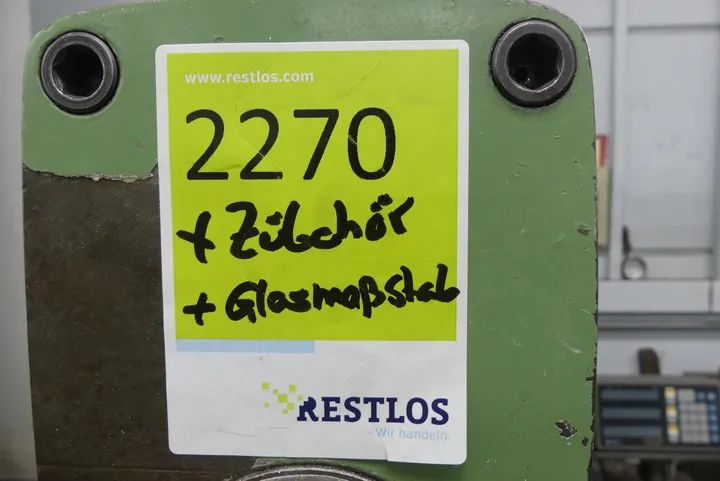 www.restlos.com
2270
+ Zubehör
+ Glasmaßstab
RESTLOS
Wir handeln.